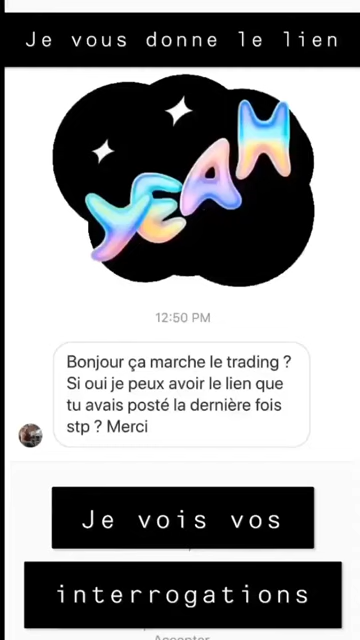 Je vous donne le lien
YEAH
12:50 PM
Bonjour ça marche le trading ?
Si oui je peux avoir le lien que
tu avais posté la dernière fois
stp ? Merci
Je vois vos
interrogations
Accepter